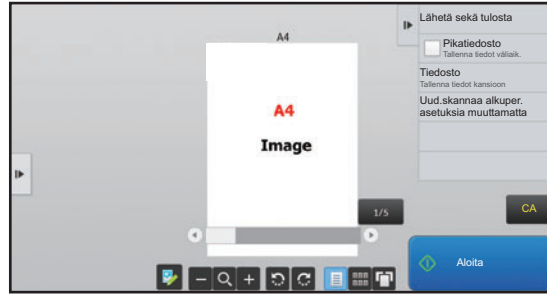 A4
A4
Image
1/5
Lähetä sekä tulosta
Pikatiedosto
Tallenna tiedot väliaik.
Tiedosto
Tallenna tiedot kansioon
Uud.skannaa alkuper.
asetuksia muuttamatta
CA
Aloita